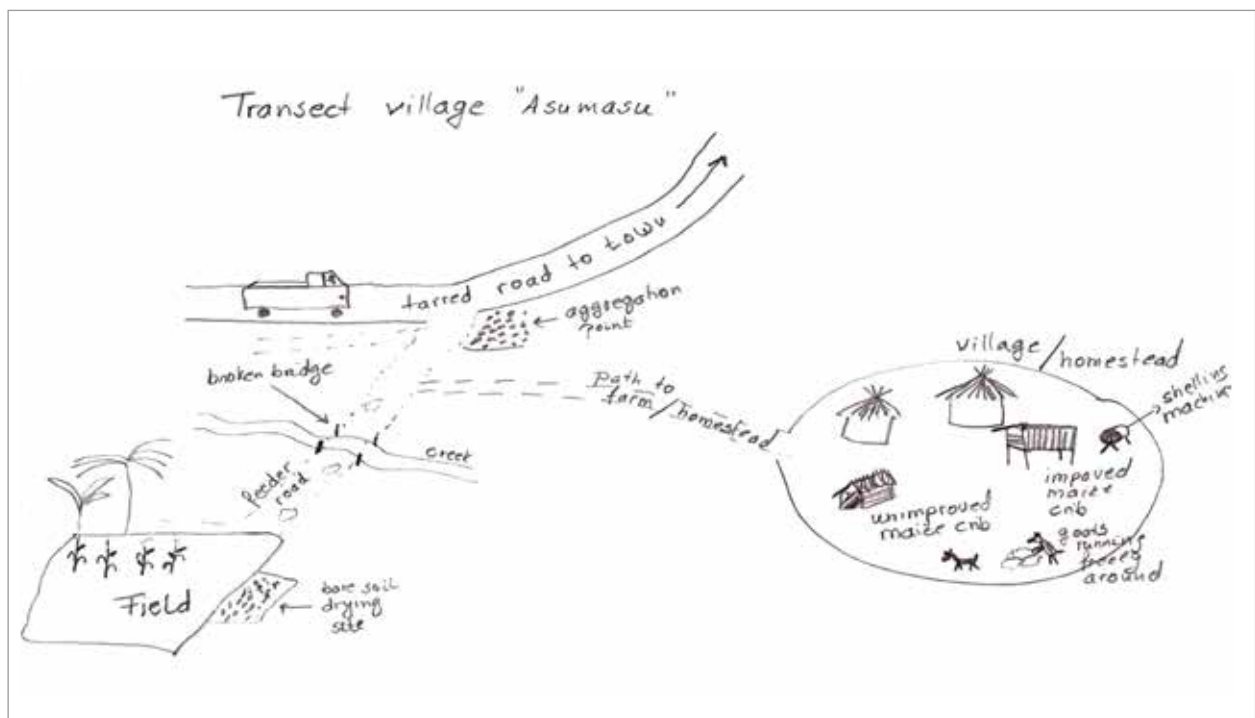 Transect village "Asumasu"
tarred road to town
aggregation
point
broken bridge
path to
farm/homestead
creek
feeder
road
Field
bare soil
drying
site
village/homestead
shelling
machine
impoved
maize
crib
unimproved
maize crib
goats
running
freely
around